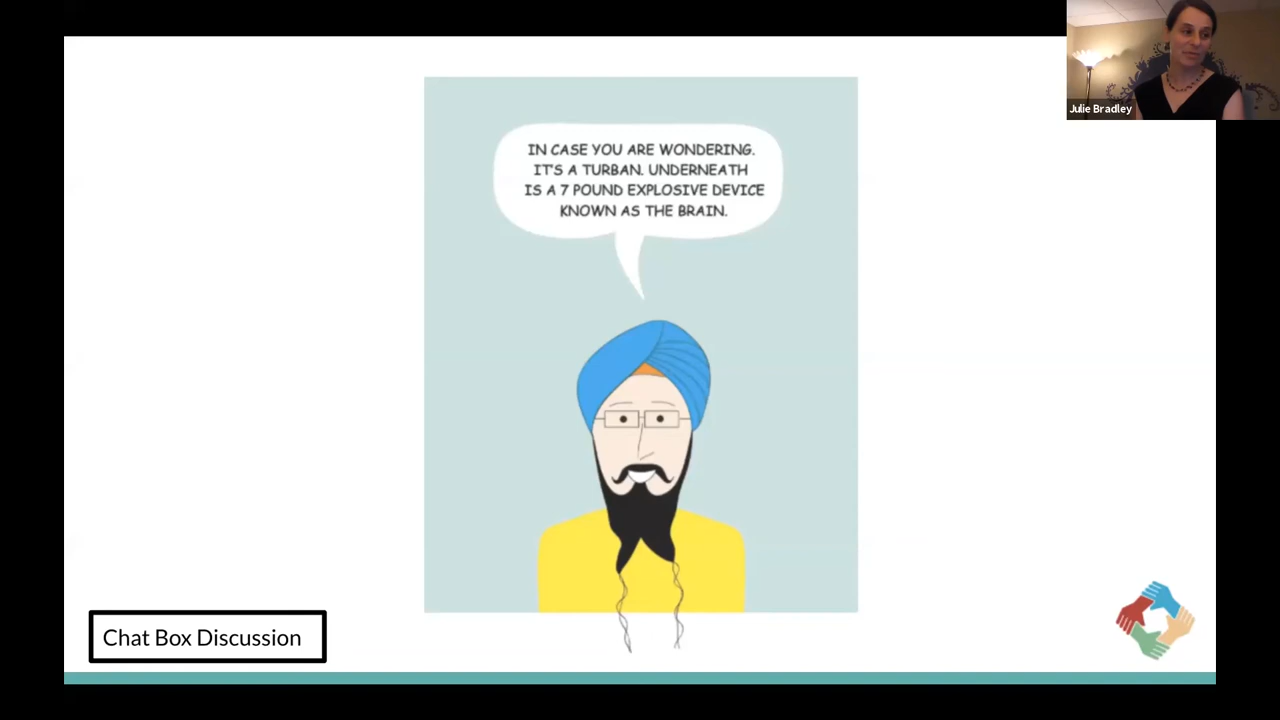 Julie Bradley
IN CASE YOU ARE WONDERING.
IT'S A TURBAN. UNDERNEATH
IS A 7 POUND EXPLOSIVE DEVICE
KNOWN AS THE BRAIN.
Chat Box Discussion